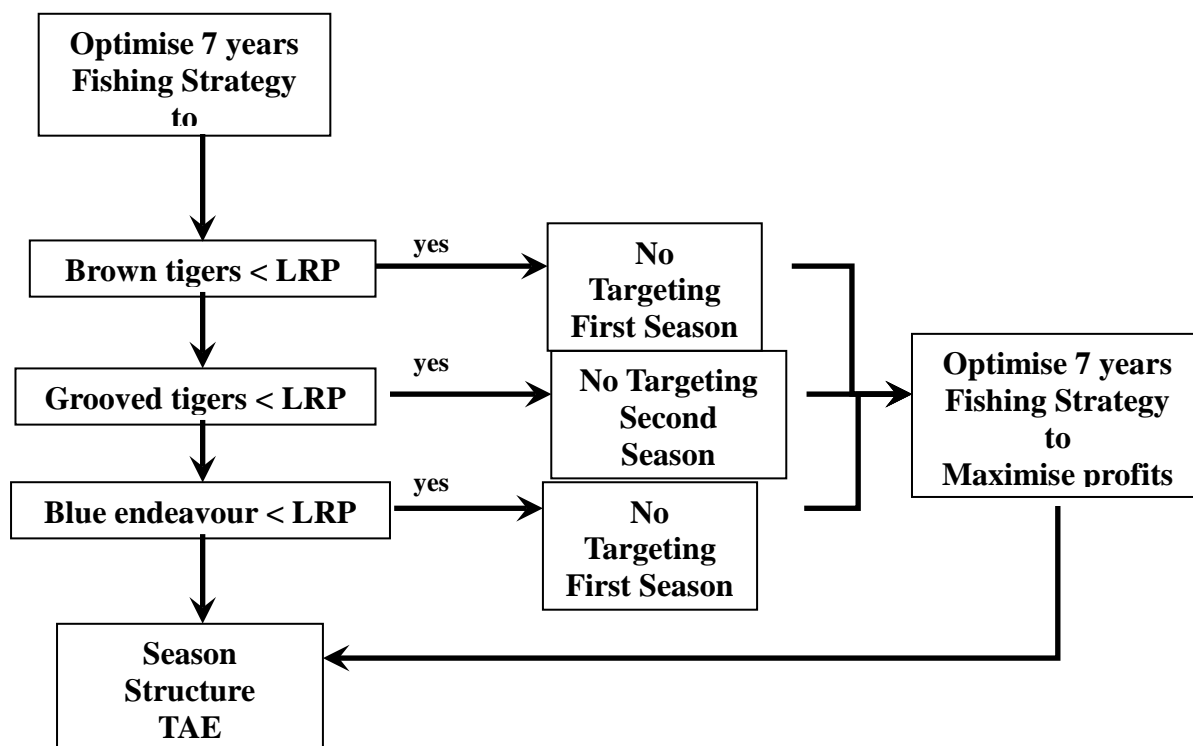 Optimise 7 years
Fishing Strategy
to
Brown tigers < LRP
yes
No
Targeting
First Season
Grooved tigers < LRP
yes
No Targeting
Second
Season
Blue endeavour < LRP
yes
No
Targeting
First Season
Optimise 7 years
Fishing Strategy
to
Maximise profits
Season
Structure
TAE